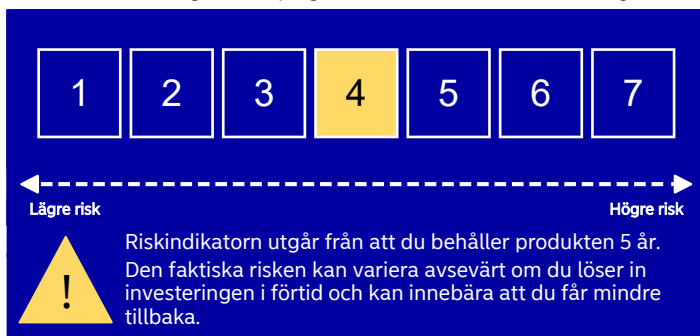 1 2 3 4 5 6 7
Lägre risk Högre risk
Riskindikatorn utgår från att du behåller produkten 5 år.
Den faktiska risken kan variera avsevärt om du löser in
! investeringen i förtid och kan innebära att du får mindre
tillbaka.